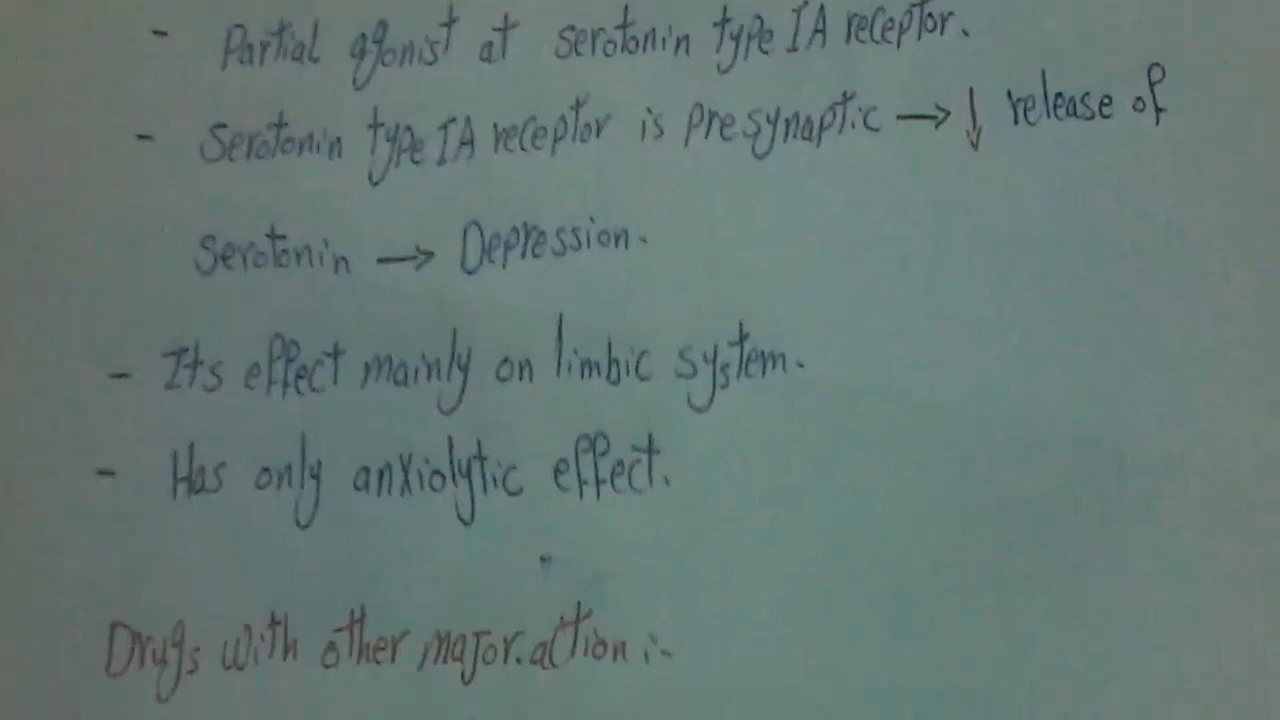 - Partial agonist at serotonin type IA receptor.
- Serotonin type IA receptor is presynaptic → ↓ release of
Serotonin → Depression.
- Its effect mainly on limbic system.
- Has only anxiolytic effect.
Drugs with other major.action :-